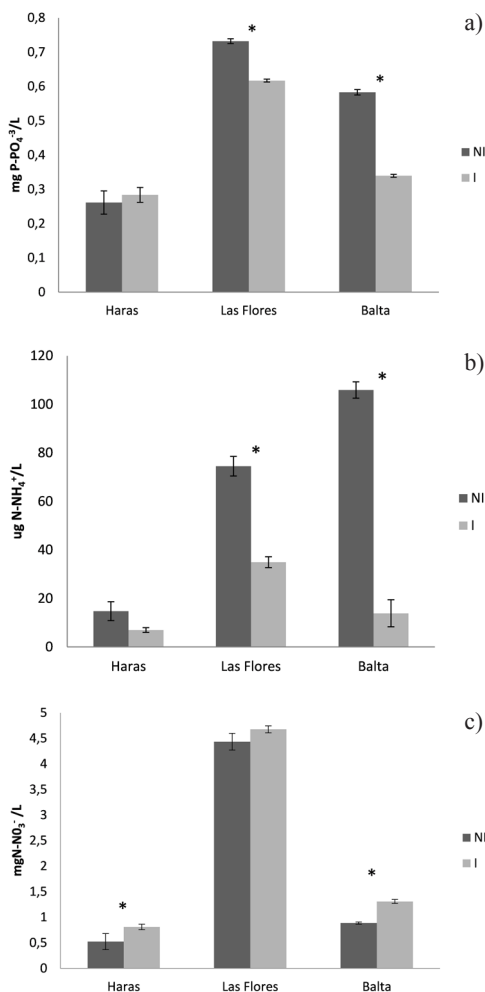 a)
0,8
0,7
0,6
0,5
0,4
0,3
0,2
0,1
0
mg P-PO₄⁻³/L
* *
Haras Las Flores Balta
NI
I
b)
120
100
80
60
40
20
0
ug N-NH₄⁺/L
* *
Haras Las Flores Balta
NI
I
c)
5
4,5
4
3,5
3
2,5
2
1,5
1
0,5
0
mgN-N0₃⁻/L
* *
Haras Las Flores Balta
NI
I